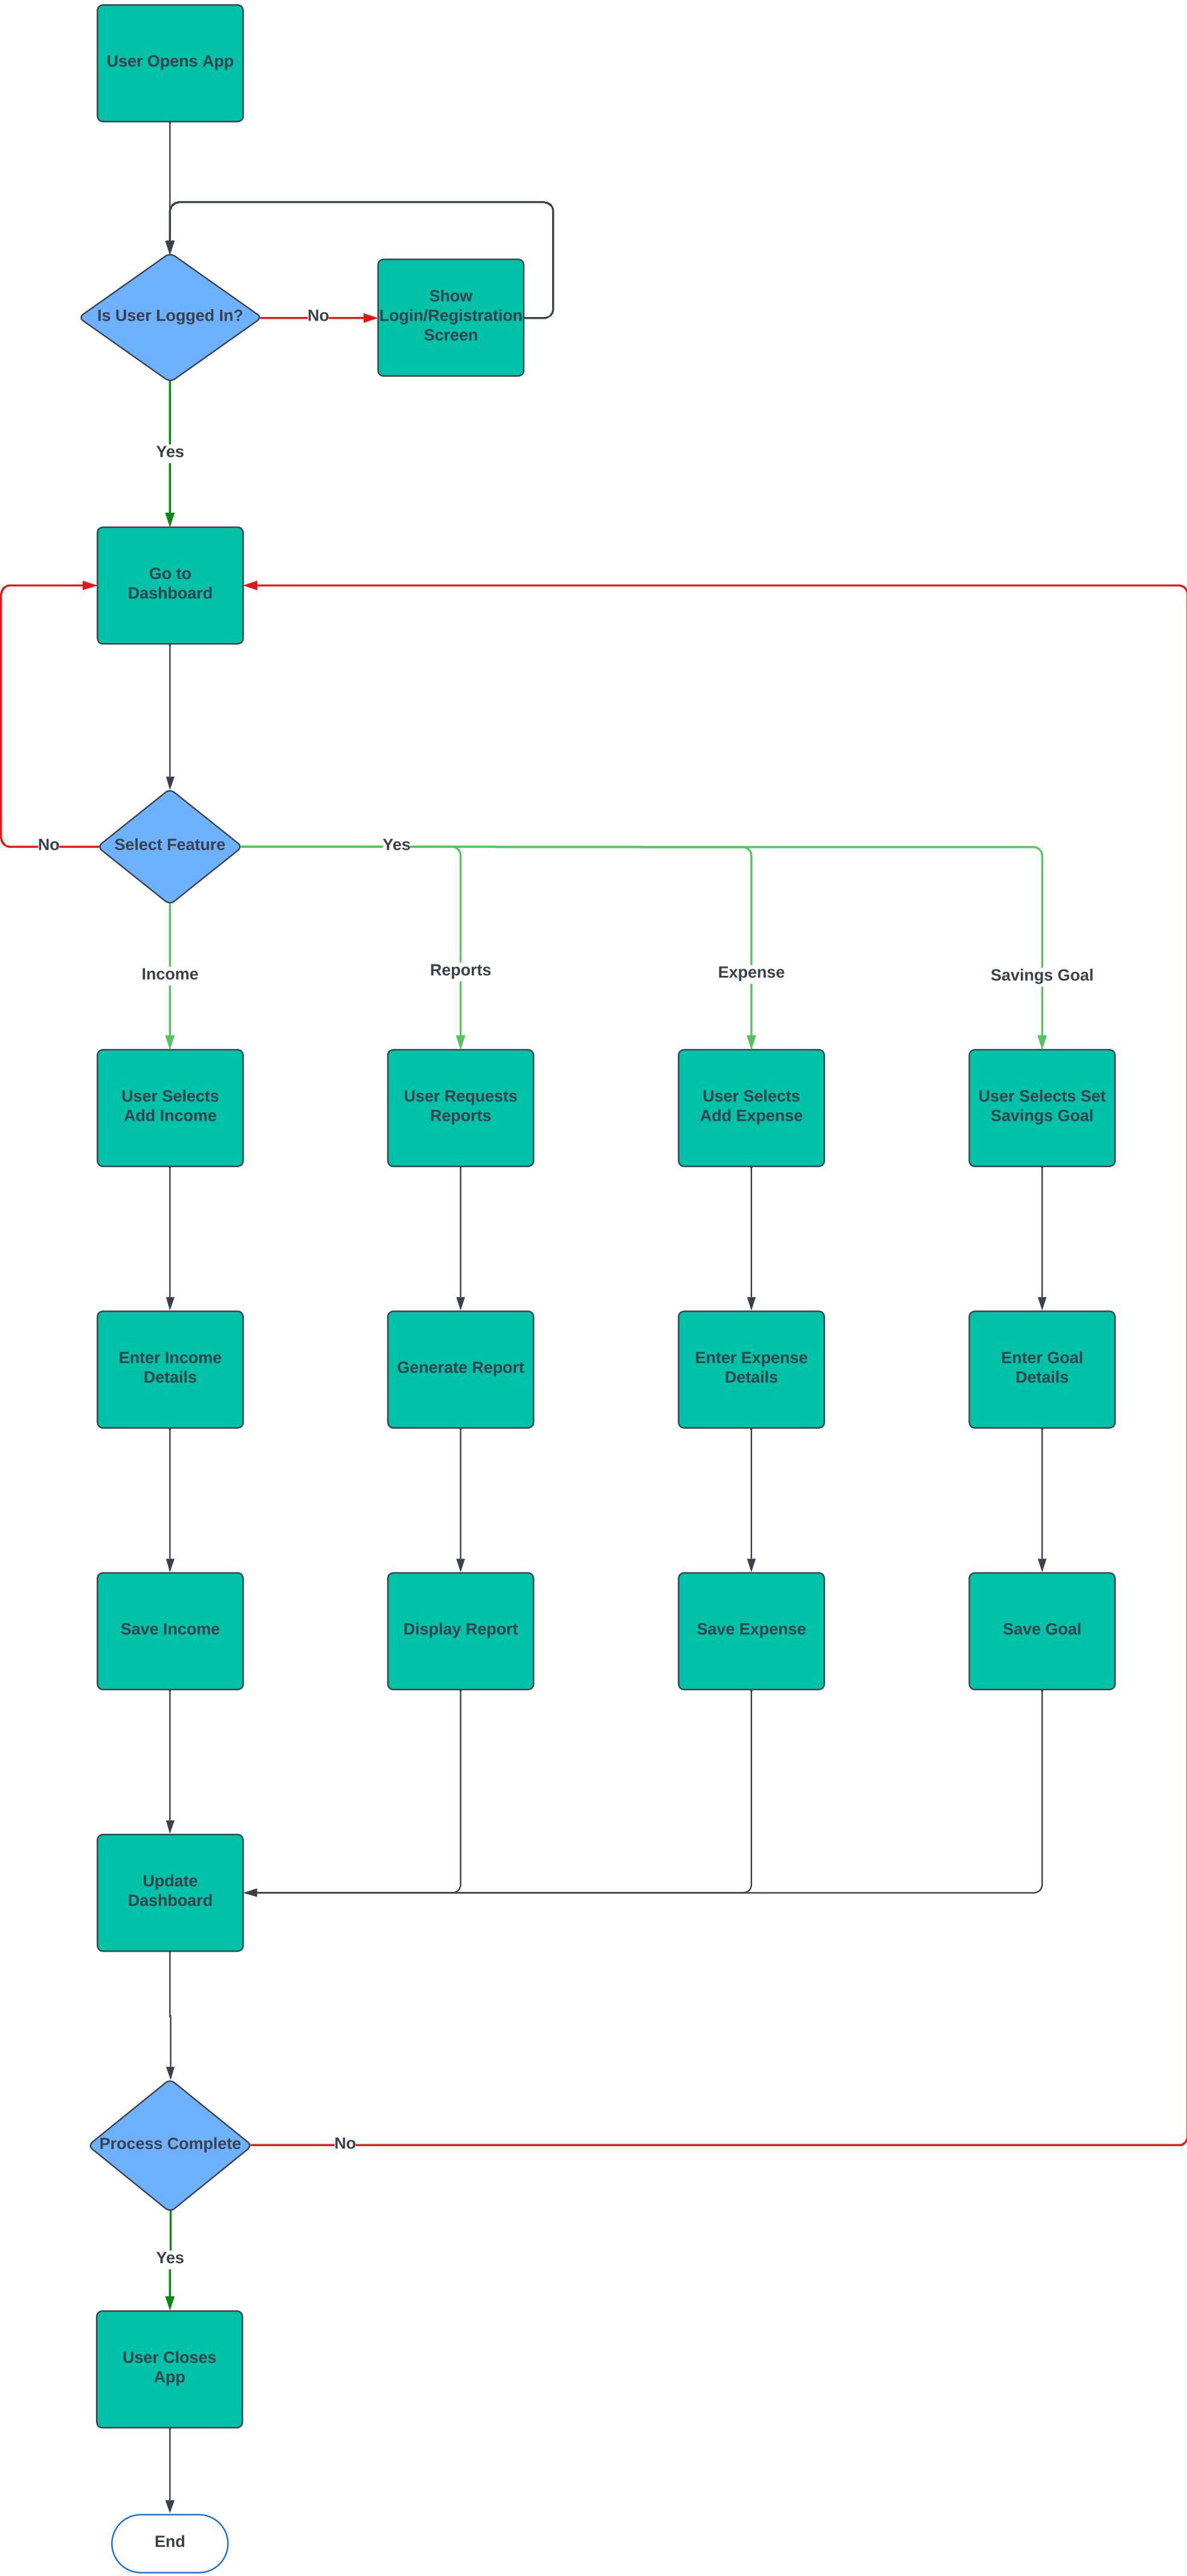 User Opens App
Is User Logged In?
No
Show
Login/Registration
Screen
Yes
Go to
Dashboard
No
Select Feature
Yes
Income
Reports
Expense
Savings Goal
User Selects
Add Income
User Requests
Reports
User Selects
Add Expense
User Selects Set
Savings Goal
Enter Income
Details
Generate Report
Enter Expense
Details
Enter Goal
Details
Save Income
Display Report
Save Expense
Save Goal
Update
Dashboard
Process Complete
No
Yes
User Closes
App
End